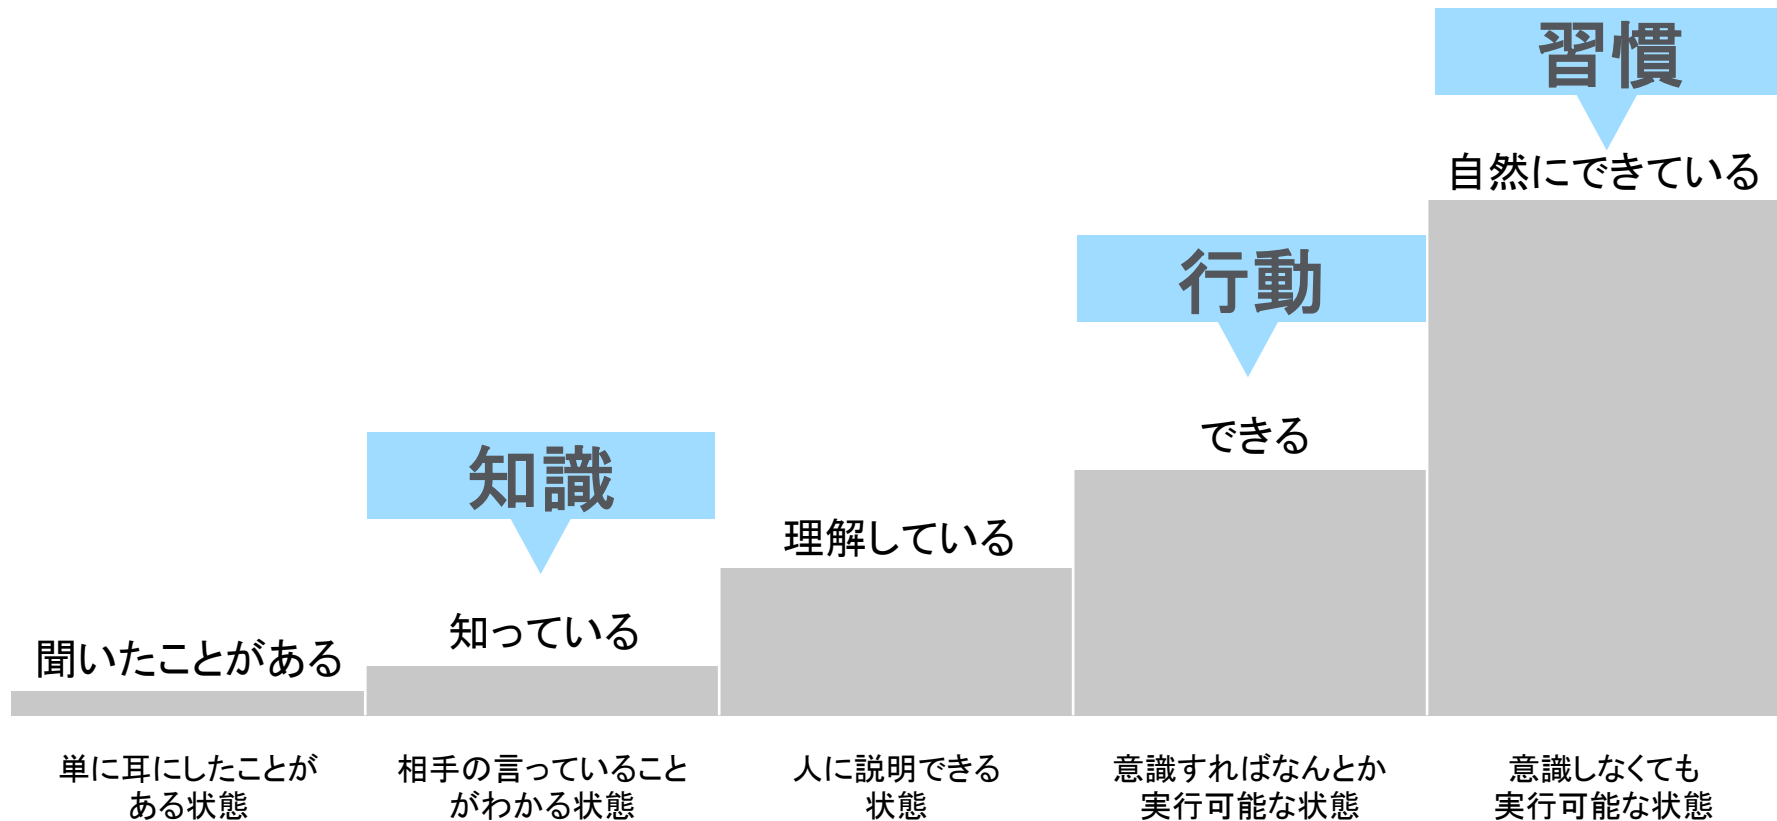 習慣
自然にできている
行動
できる
知識
理解している
知っている
聞いたことがある
単に耳にしたことが
ある状態
相手の言っていること
がわかる状態
人に説明できる
状態
意識すればなんとか
実行可能な状態
意識しなくても
実行可能な状態